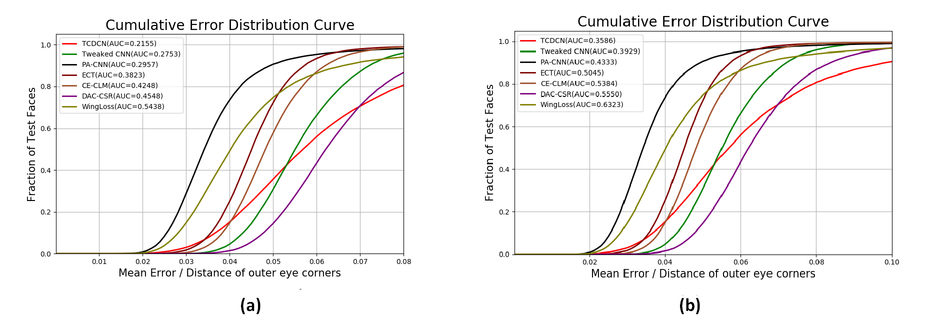 Cumulative Error Distribution Curve
TCDCN(AUC=0.2155)
Tweaked CNN(AUC=0.2753)
PA-CNN(AUC=0.2957)
ECT(AUC=0.3823)
CE-CLM(AUC=0.4248)
DAC-CSR(AUC=0.4548)
WingLoss(AUC=0.5438)
Fraction of Test Faces
1.0
0.8
0.6
0.4
0.2
0.0
0.01 0.02 0.03 0.04 0.05 0.06 0.07 0.08
Mean Error / Distance of outer eye corners
(a)
Cumulative Error Distribution Curve
TCDCN(AUC=0.3586)
Tweaked CNN(AUC=0.3929)
PA-CNN(AUC=0.4333)
ECT(AUC=0.5045)
CE-CLM(AUC=0.5384)
DAC-CSR(AUC=0.5550)
WingLoss(AUC=0.6323)
Fraction of Test Faces
1.0
0.8
0.6
0.4
0.2
0.0
0.02 0.04 0.06 0.08 0.10
Mean Error / Distance of outer eye corners
(b)